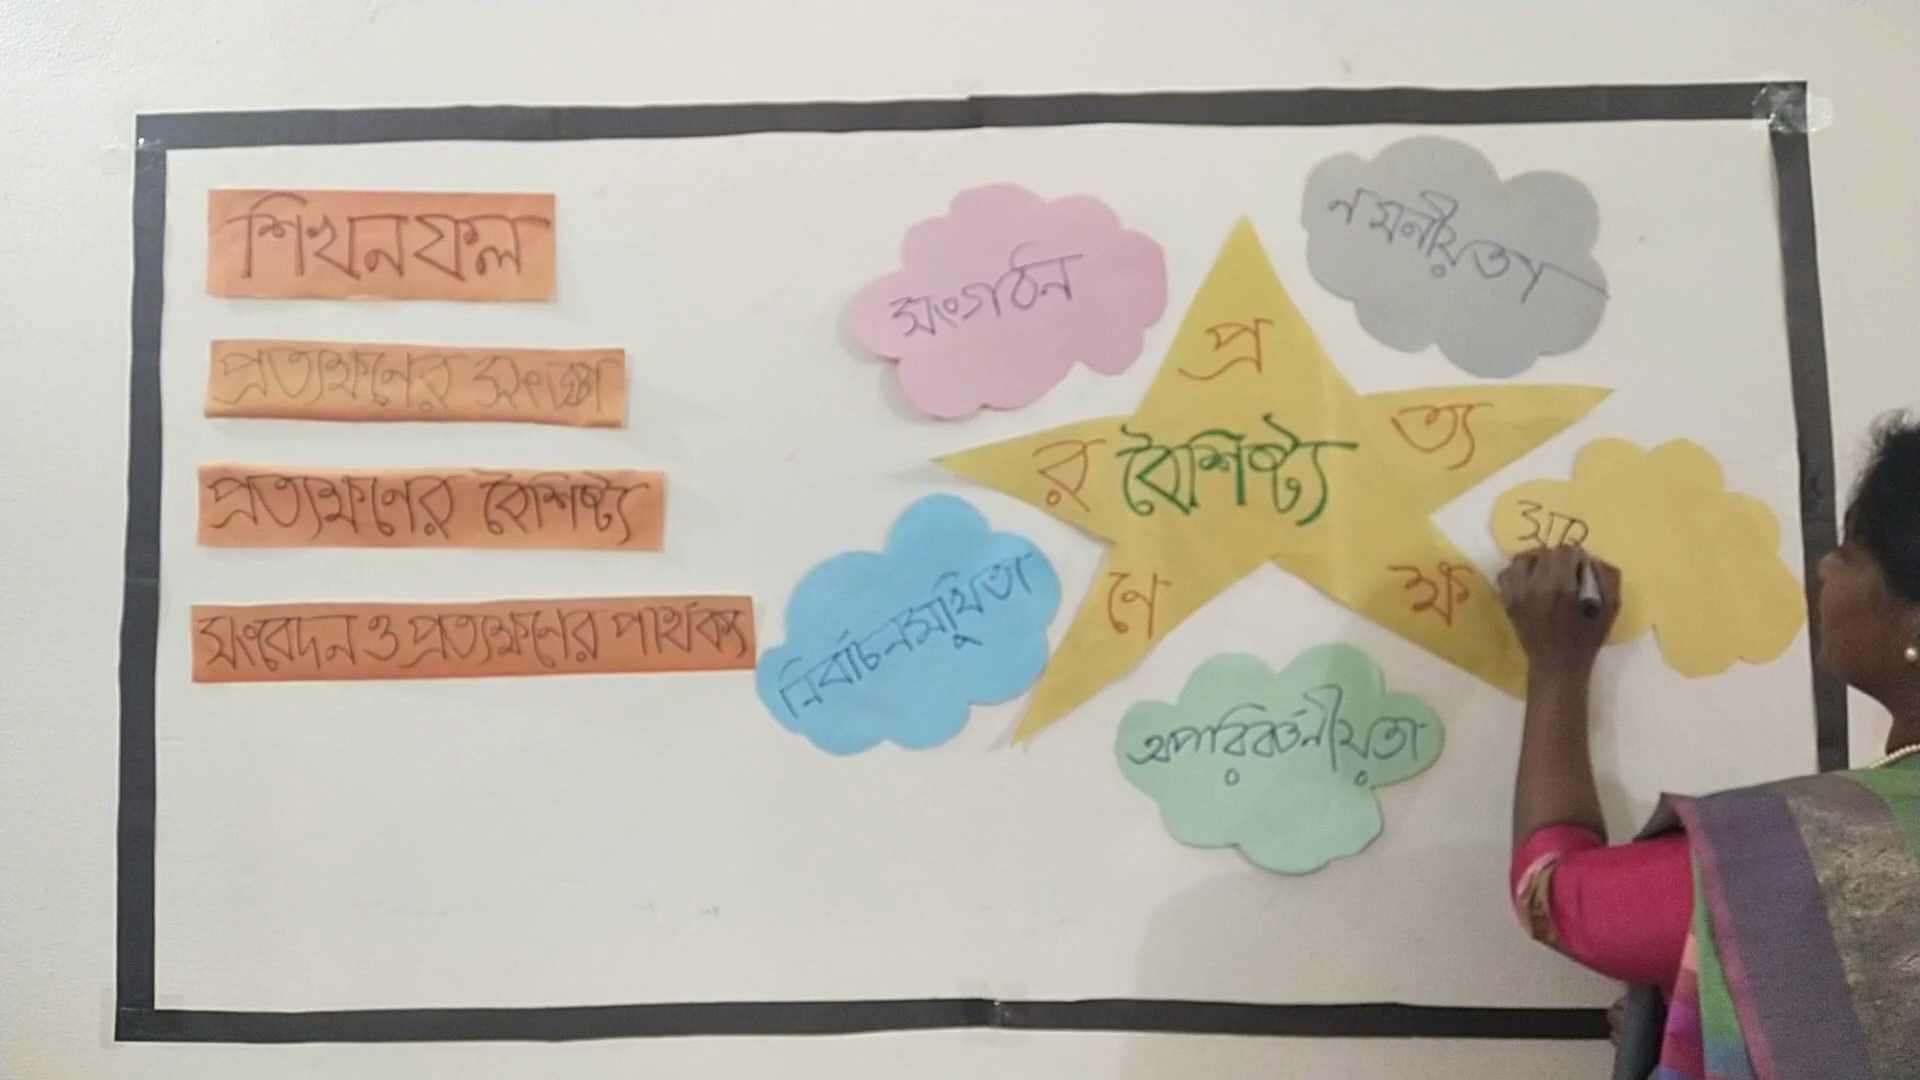 শিখনফল
প্রত্যক্ষণের সংজ্ঞা
প্রত্যক্ষণের বৈশিষ্ট্য
সংবেদন ও প্রত্যক্ষণের পার্থক্য
সংগঠন
নমনীয়তা
প্র
ত্য
ক্ষ
ণে
র
বৈশিষ্ট্য
নির্বাচনমুখিতা
অপরিবর্তনীয়তা